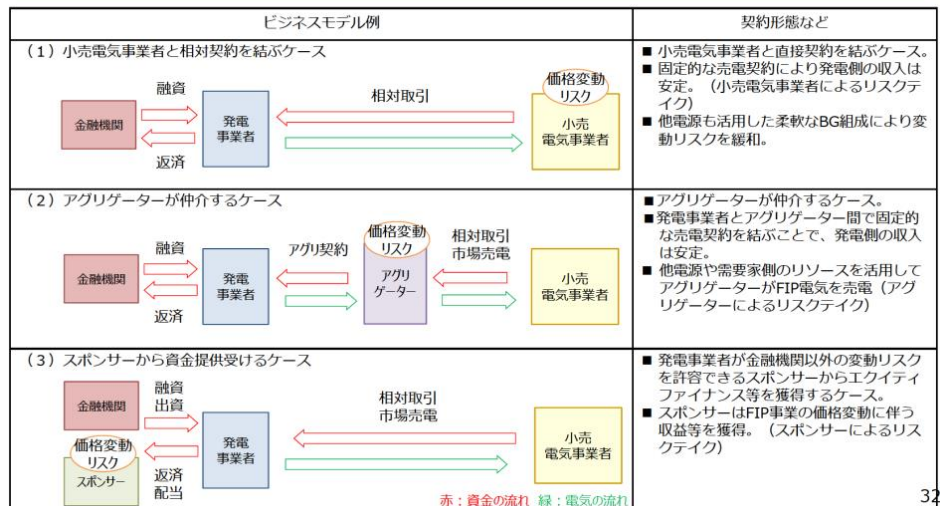 ビジネスモデル例
契約形態など
(1)小売電気事業者と相対契約を結ぶケース
金融機関
融資
返済
発電
事業者
相対取引
価格変動
リスク
小売
電気事業者
■ 小売電気事業者と直接契約を結ぶケース。
■ 固定的な売電契約により発電側の収入は
安定。(小売電気事業者によるリスクテ
イク)
■ 他電源も活用した柔軟なBG組成により変
動リスクを緩和。
(2)アグリゲーターが仲介するケース
金融機関
融資
返済
発電
事業者
アグリ契約
価格変動
リスク
アグリ
ゲーター
相対取引
市場売電
小売
電気事業者
■アグリゲーターが仲介するケース。
■発電事業者とアグリゲーター間で固定的
な売電契約を結ぶことで、発電側の収入
は安定。
■ 他電源や需要家側のリソースを活用して
アグリゲーターがFIP電気を売電(アグ
リゲーターによるリスクテイク)
(3)スポンサーから資金提供受けるケース
金融機関
価格変動
リスク
スポンサー
融資
出資
返済
配当
発電
事業者
相対取引
市場売電
小売
電気事業者
赤:資金の流れ 緑:電気の流れ
■ 発電事業者が金融機関以外の変動リスク
を許容できるスポンサーからエクイティ
ファイナンス等を獲得するケース。
■ スポンサーはFIP事業の価格変動に伴う
収益等を獲得。(スポンサーによるリス
クテイク)
32